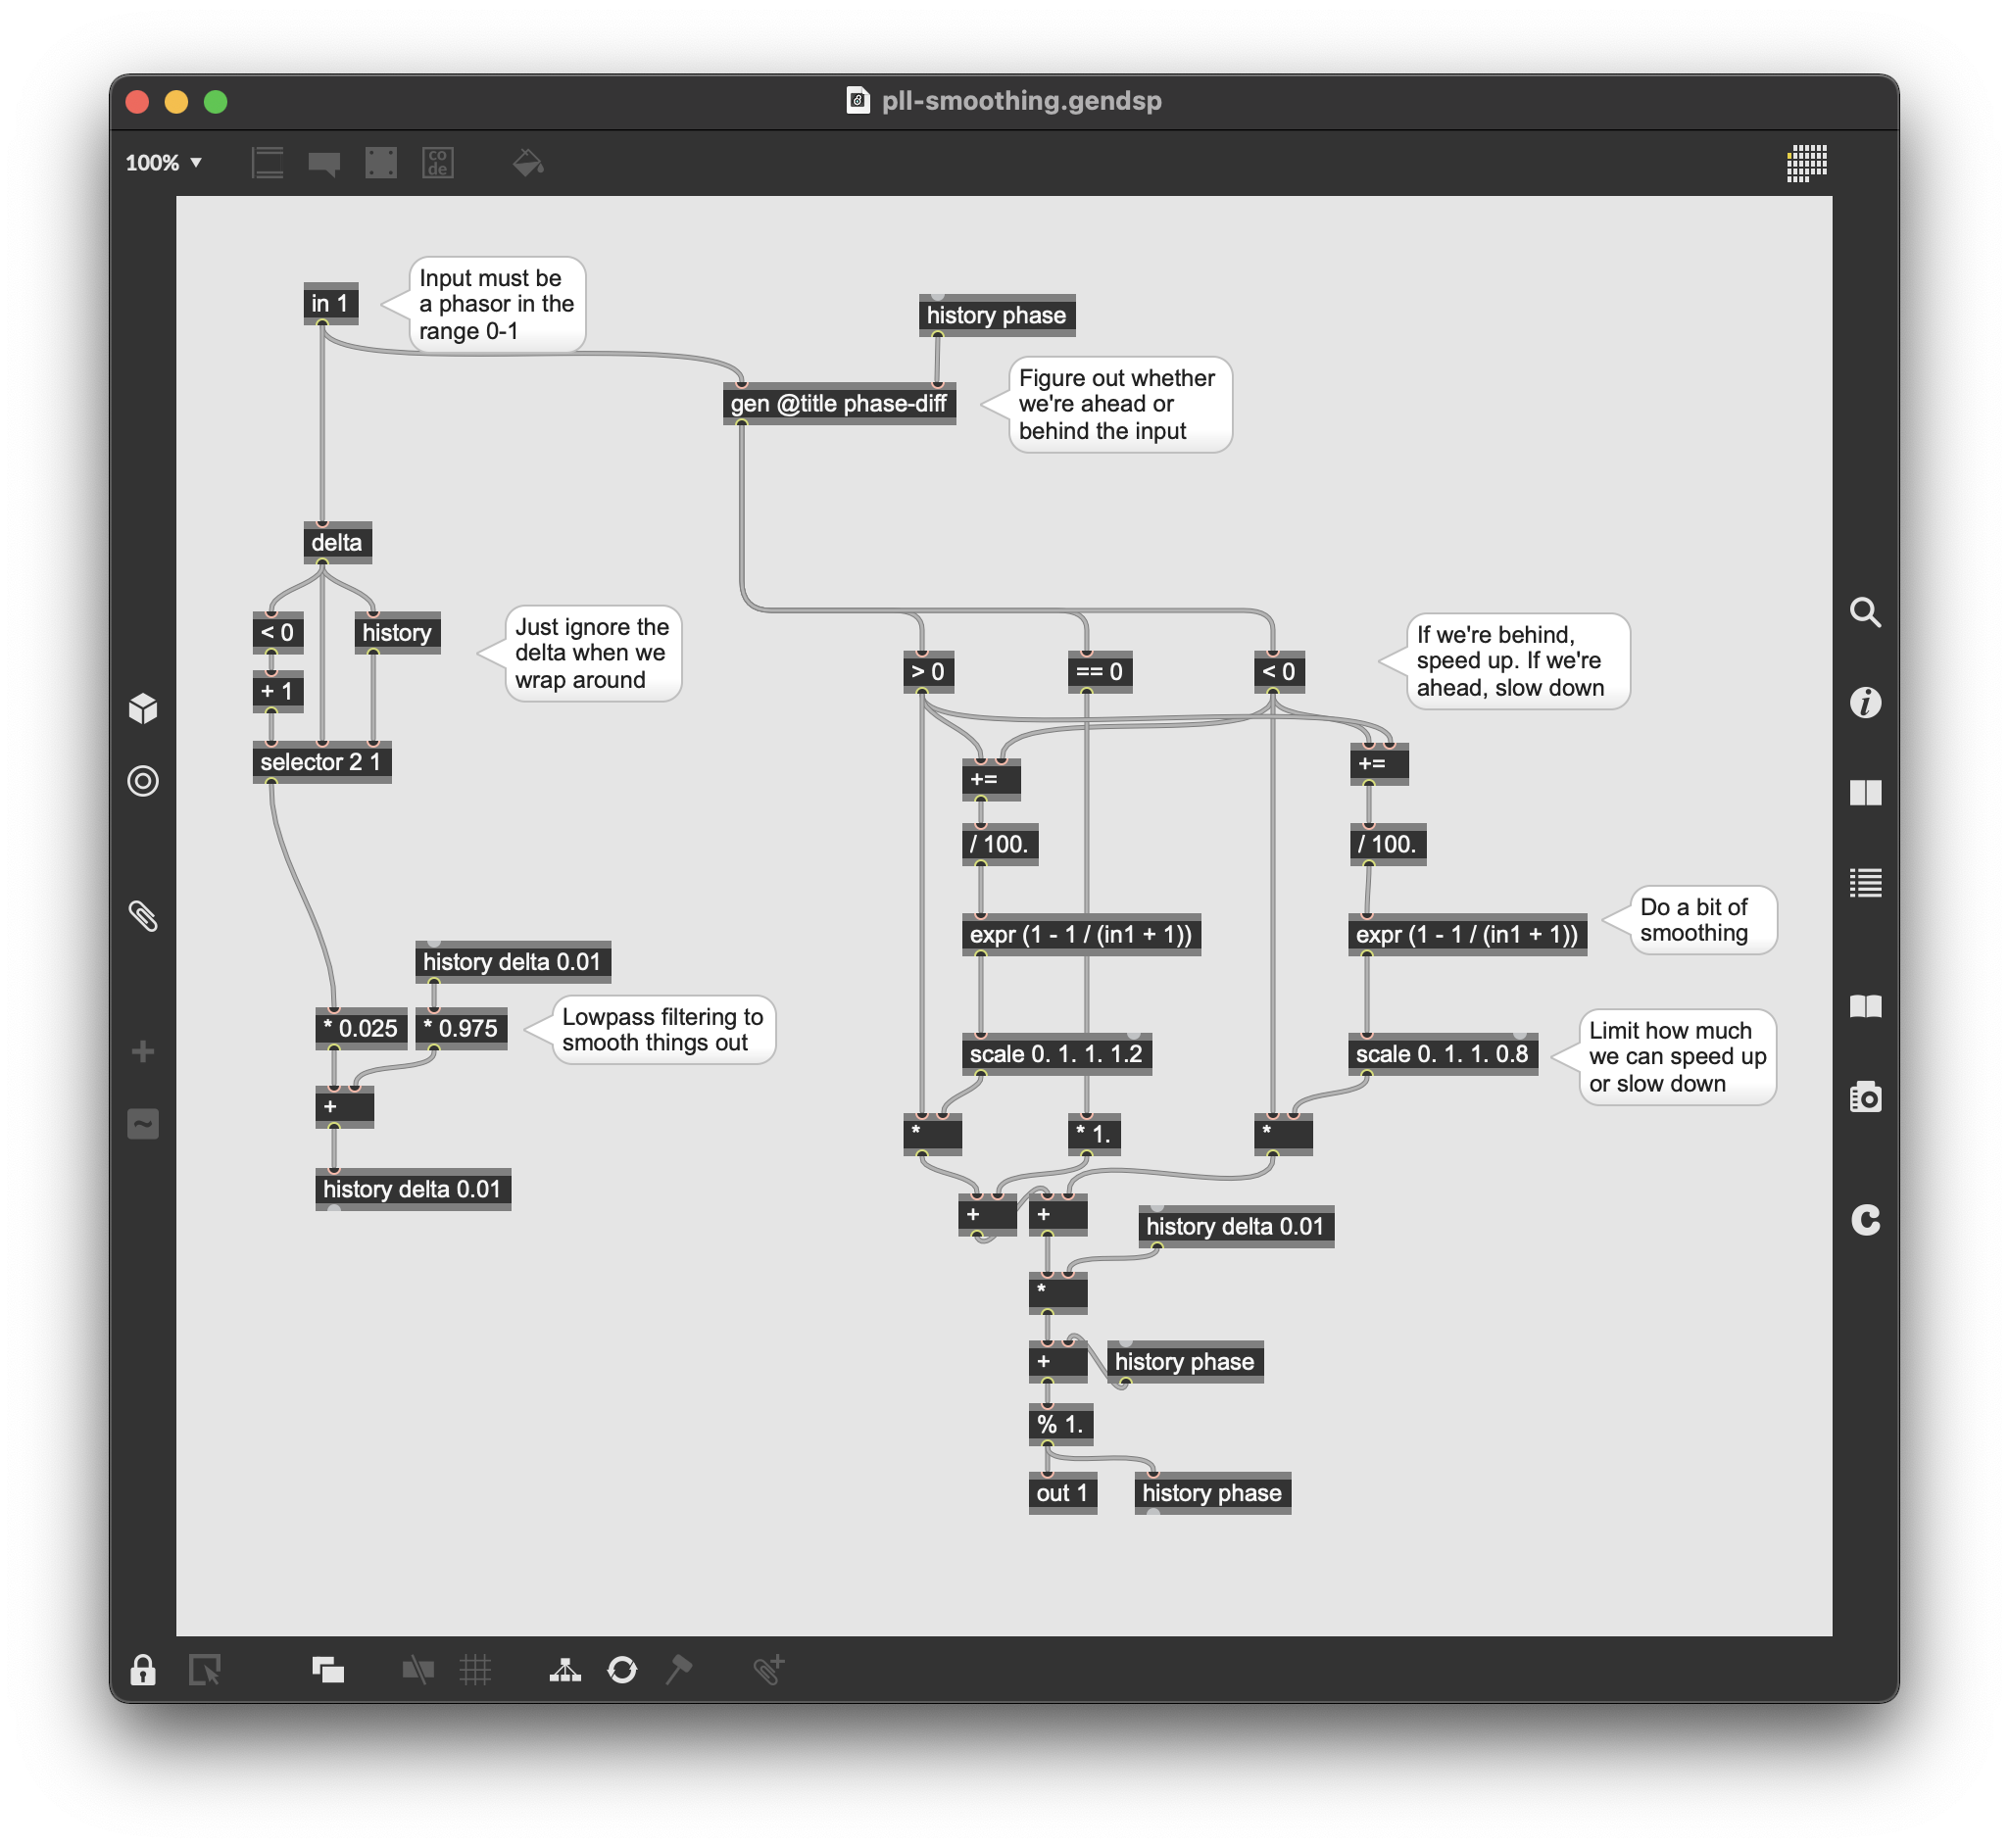 pll-smoothing.gendsp
100%
co
de
in 1
Input must be
a phasor in the
range 0-1
history phase
gen @title phase-diff
Figure out whether
we're ahead or
behind the input
delta
< 0
history
+ 1
selector 2 1
Just ignore the
delta when we
wrap around
> 0
== 0
< 0
If we're behind,
speed up. If we're
ahead, slow down
+=
+=
/ 100.
/ 100.
expr (1 - 1 / (in1 + 1))
expr (1 - 1 / (in1 + 1))
Do a bit of
smoothing
history delta 0.01
* 0.025
* 0.975
Lowpass filtering to
smooth things out
scale 0. 1. 1. 1.2
scale 0. 1. 1. 0.8
Limit how much
we can speed up
or slow down
+
*
* 1.
*
history delta 0.01
+
+
history delta 0.01
*
+
history phase
% 1.
out 1
history phase